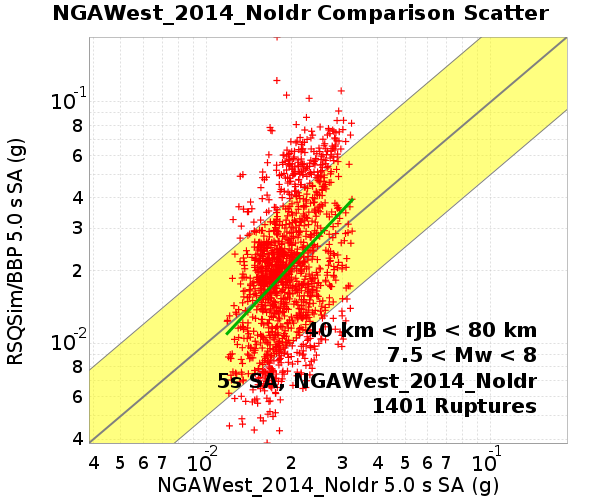 NGAWest_2014_NoIdr Comparison Scatter
RSQSim/BBP 5.0 s SA (g)
10-1
8
6
4
3
2
10-2
8
6
4
40 km < rJB < 80 km
7.5 < Mw < 8
5s SA, NGAWest_2014_NoIdr
1401 Ruptures
4 5 6 7 10-2 2 3 4 5 6 7 10-1
NGAWest_2014_NoIdr 5.0 s SA (g)